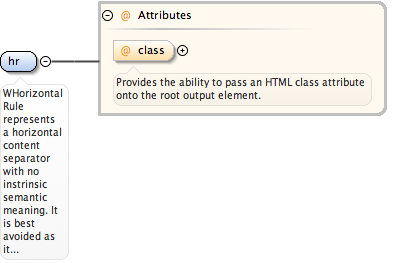 @ Attributes
@ class
Provides the ability to pass an HTML class attribute
onto the root output element.
hr
WHorizontal
Rule
represents
a horizontal
content
separator
with no
instrinsic
semantic
meaning. It
is best
avoided as
it...